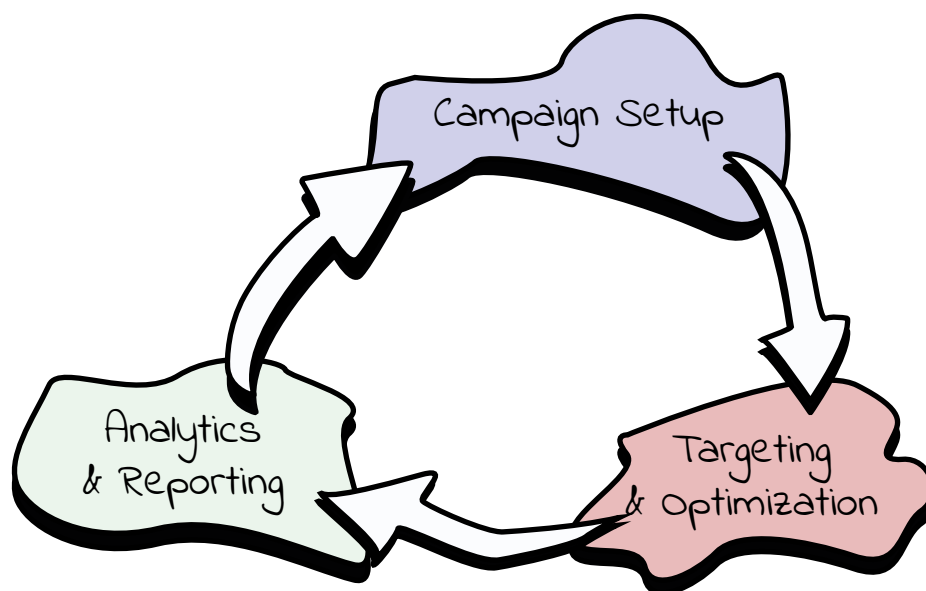 Campaign Setup
Targeting
& Optimization
Analytics
& Reporting